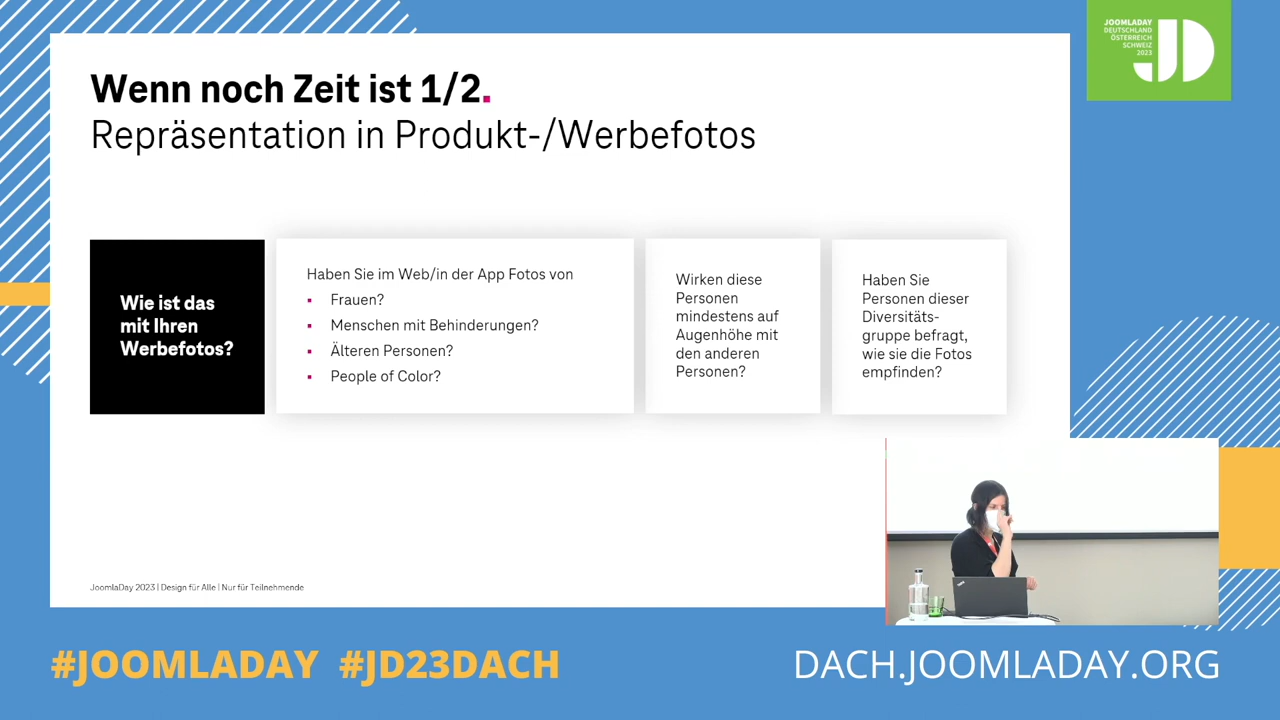 JOOMLADAY
DEUTSCHLAND
ÖSTERREICH
SCHWEIZ
2023
JD
Wenn noch Zeit ist 1/2.
Repräsentation in Produkt-/Werbefotos
Wie ist das
mit Ihren
Werbefotos?
Haben Sie im Web/in der App Fotos von
▪ Frauen?
▪ Menschen mit Behinderungen?
▪ Älteren Personen?
▪ People of Color?
Wirken diese
Personen
mindestens auf
Augenhöhe mit
den anderen
Personen?
Haben Sie
Personen dieser
Diversitäts-
gruppe befragt,
wie sie die Fotos
empfinden?
JoomlaDay 2023 | Design für Alle | Nur für Teilnehmende
#JOOMLADAY #JD23DACH
DACH.JOOMLADAY.ORG